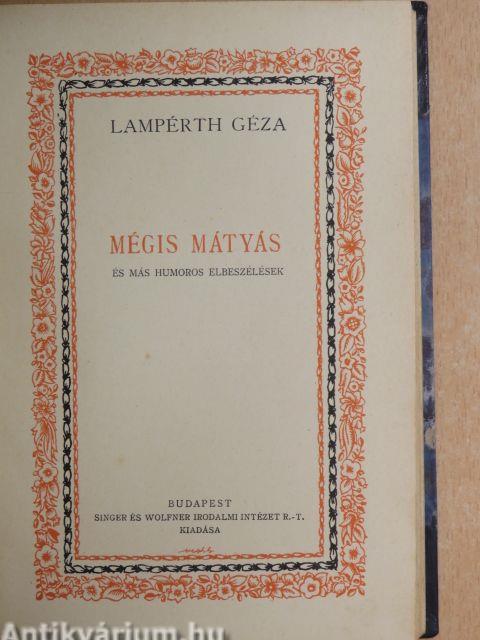 LAMPÉRTH GÉZA
MÉGIS MÁTYÁS
ÉS MÁS HUMOROS ELBESZÉLÉSEK
BUDAPEST
SINGER ÉS WOLFNER IRODALMI INTÉZET R.-T.
KIADÁSA
Antikvárium.hu